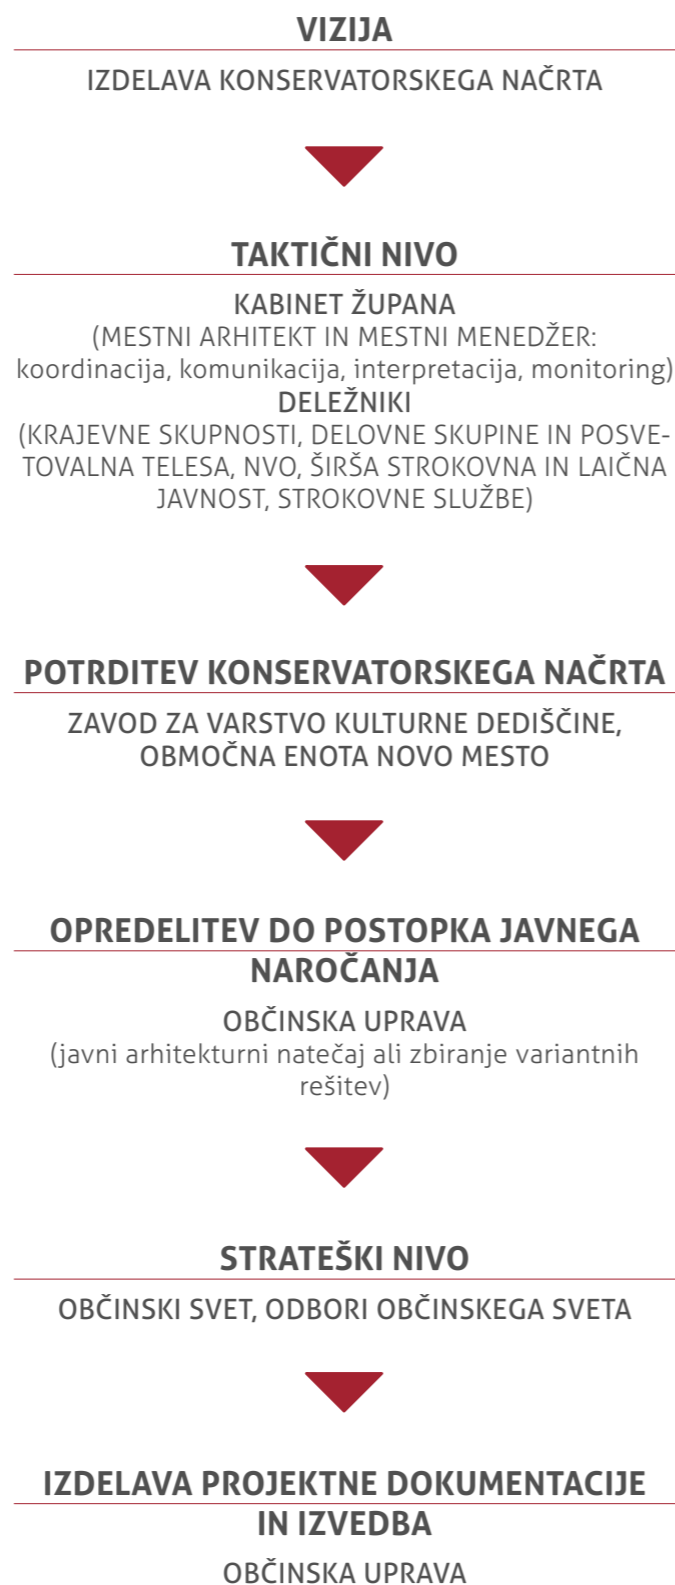 VIZIJA
IZDELAVA KONSERVATORSKEGA NAČRTA
TAKTIČNI NIVO
KABINET ŽUPANA
(MESTNI ARHITEKT IN MESTNI MENEDŽER:
koordinacija, komunikacija, interpretacija, monitoring)
DELEŽNIKI
(KRAJEVNE SKUPNOSTI, DELOVNE SKUPINE IN POSVE-
TOVALNA TELESA, NVO, ŠIRŠA STROKOVNA IN LAIČNA
JAVNOST, STROKOVNE SLUŽBE)
POTRDITEV KONSERVATORSKEGA NAČRTA
ZAVOD ZA VARSTVO KULTURNE DEDIŠČINE,
OBMOČNA ENOTA NOVO MESTO
OPREDELITEV DO POSTOPKA JAVNEGA
NAROČANJA
OBČINSKA UPRAVA
(javni arhitekturni natečaj ali zbiranje variantnih
rešitev)
STRATEŠKI NIVO
OBČINSKI SVET, ODBORI OBČINSKEGA SVETA
IZDELAVA PROJEKTNE DOKUMENTACIJE
IN IZVEDBA
OBČINSKA UPRAVA